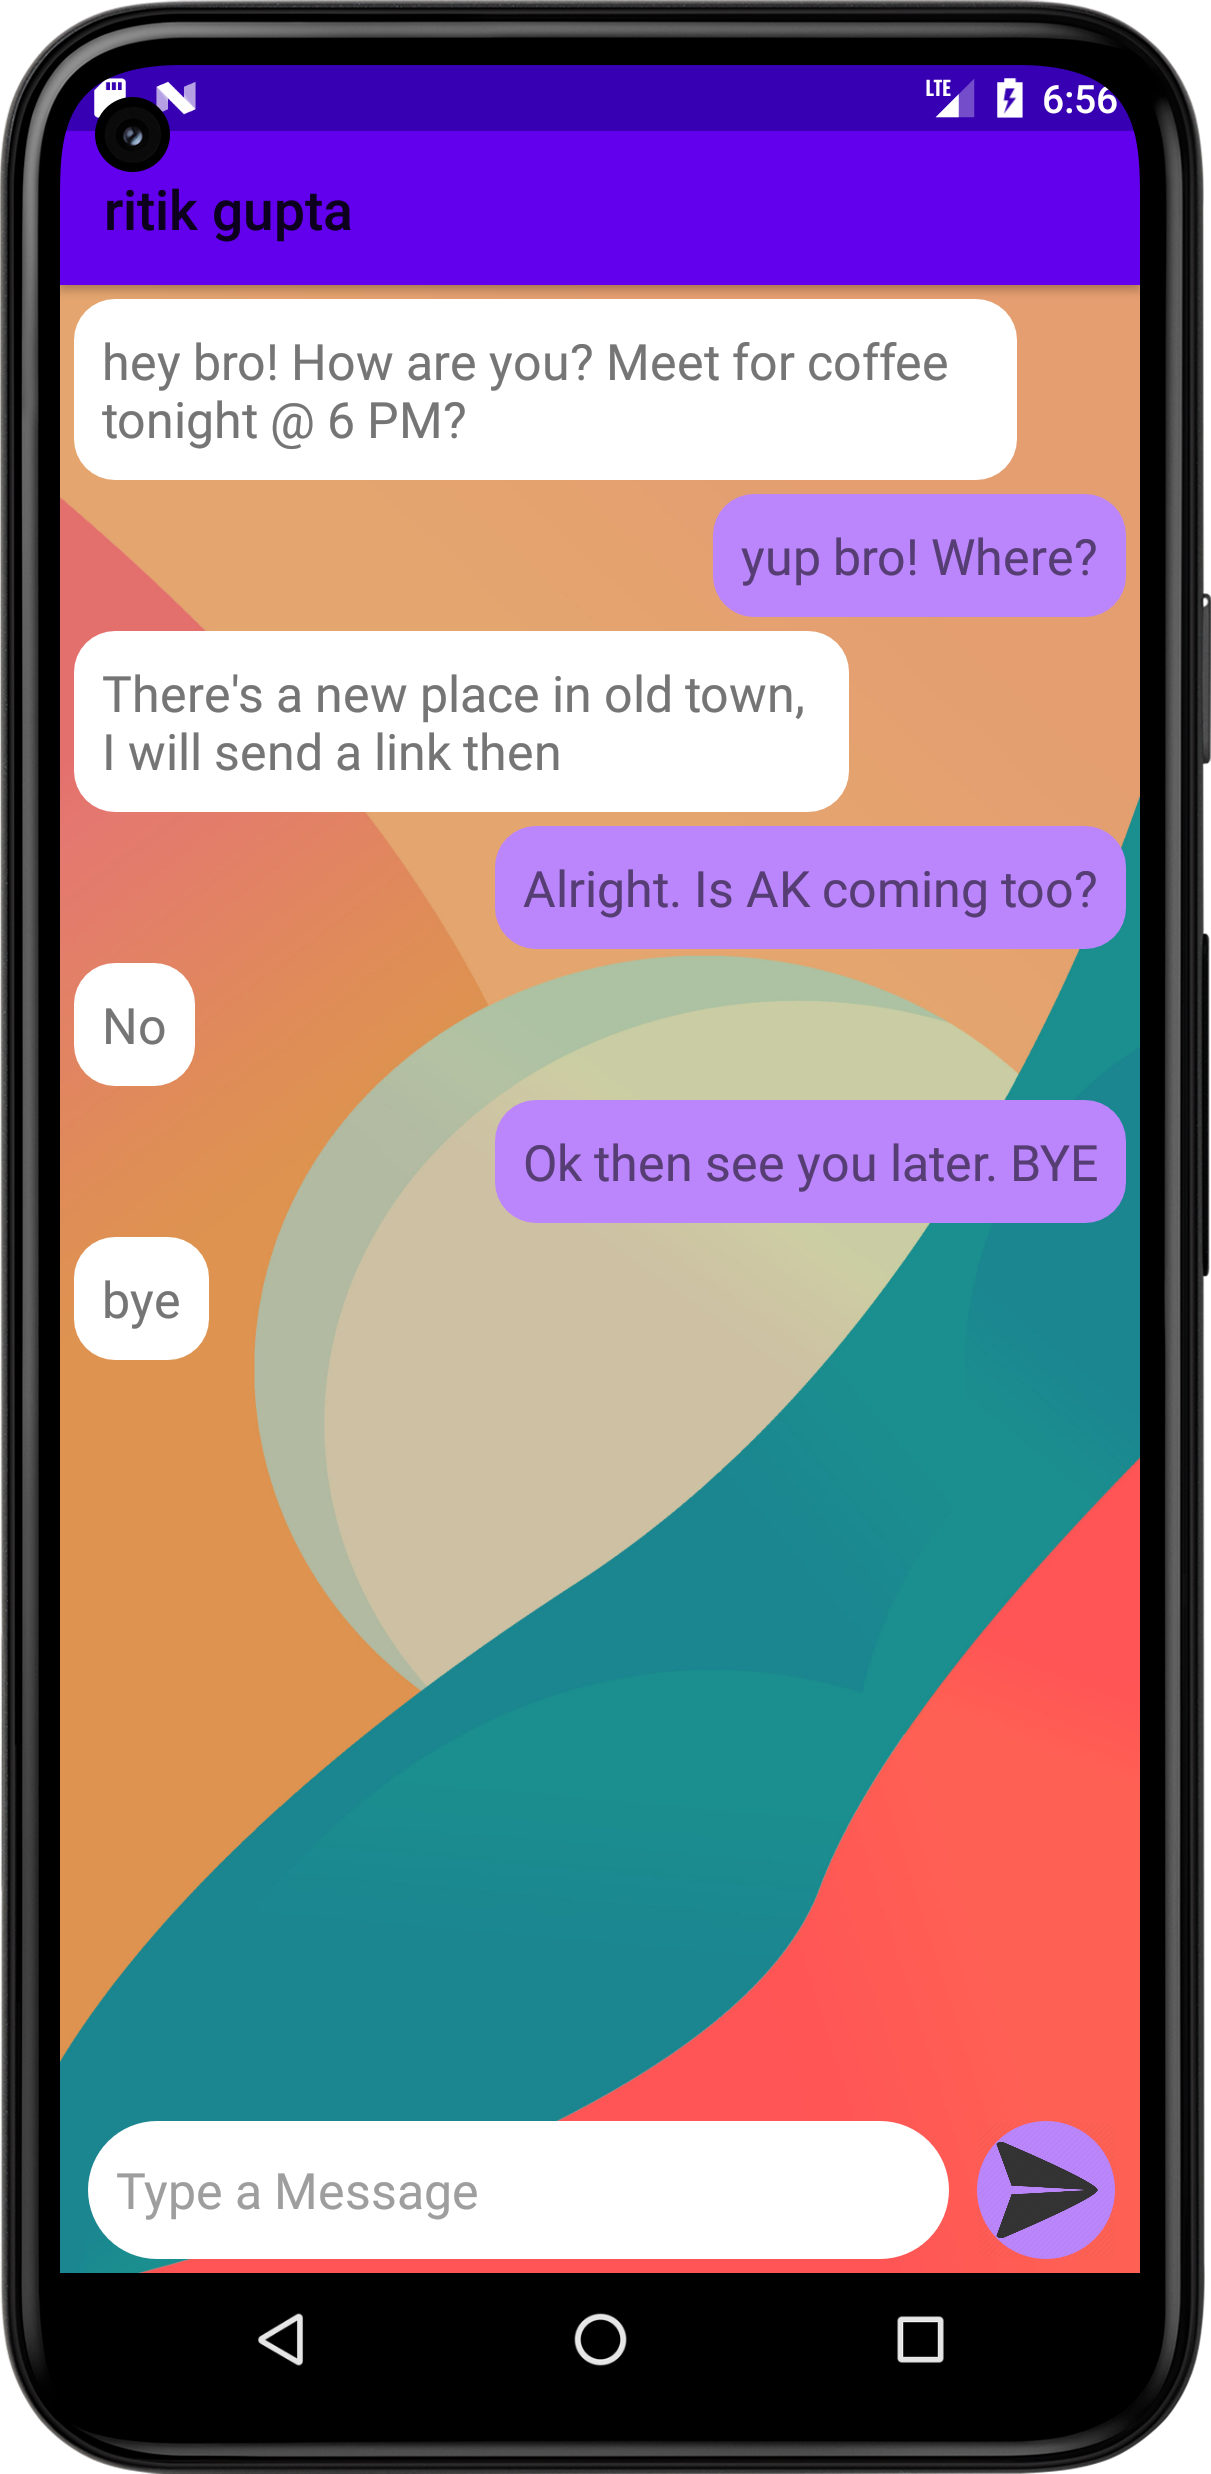 LTE 6:56
ritik gupta
hey bro! How are you? Meet for coffee
tonight @ 6 PM?
yup bro! Where?
There's a new place in old town,
I will send a link then
Alright. Is AK coming too?
No
Ok then see you later. BYE
bye
Type a Message